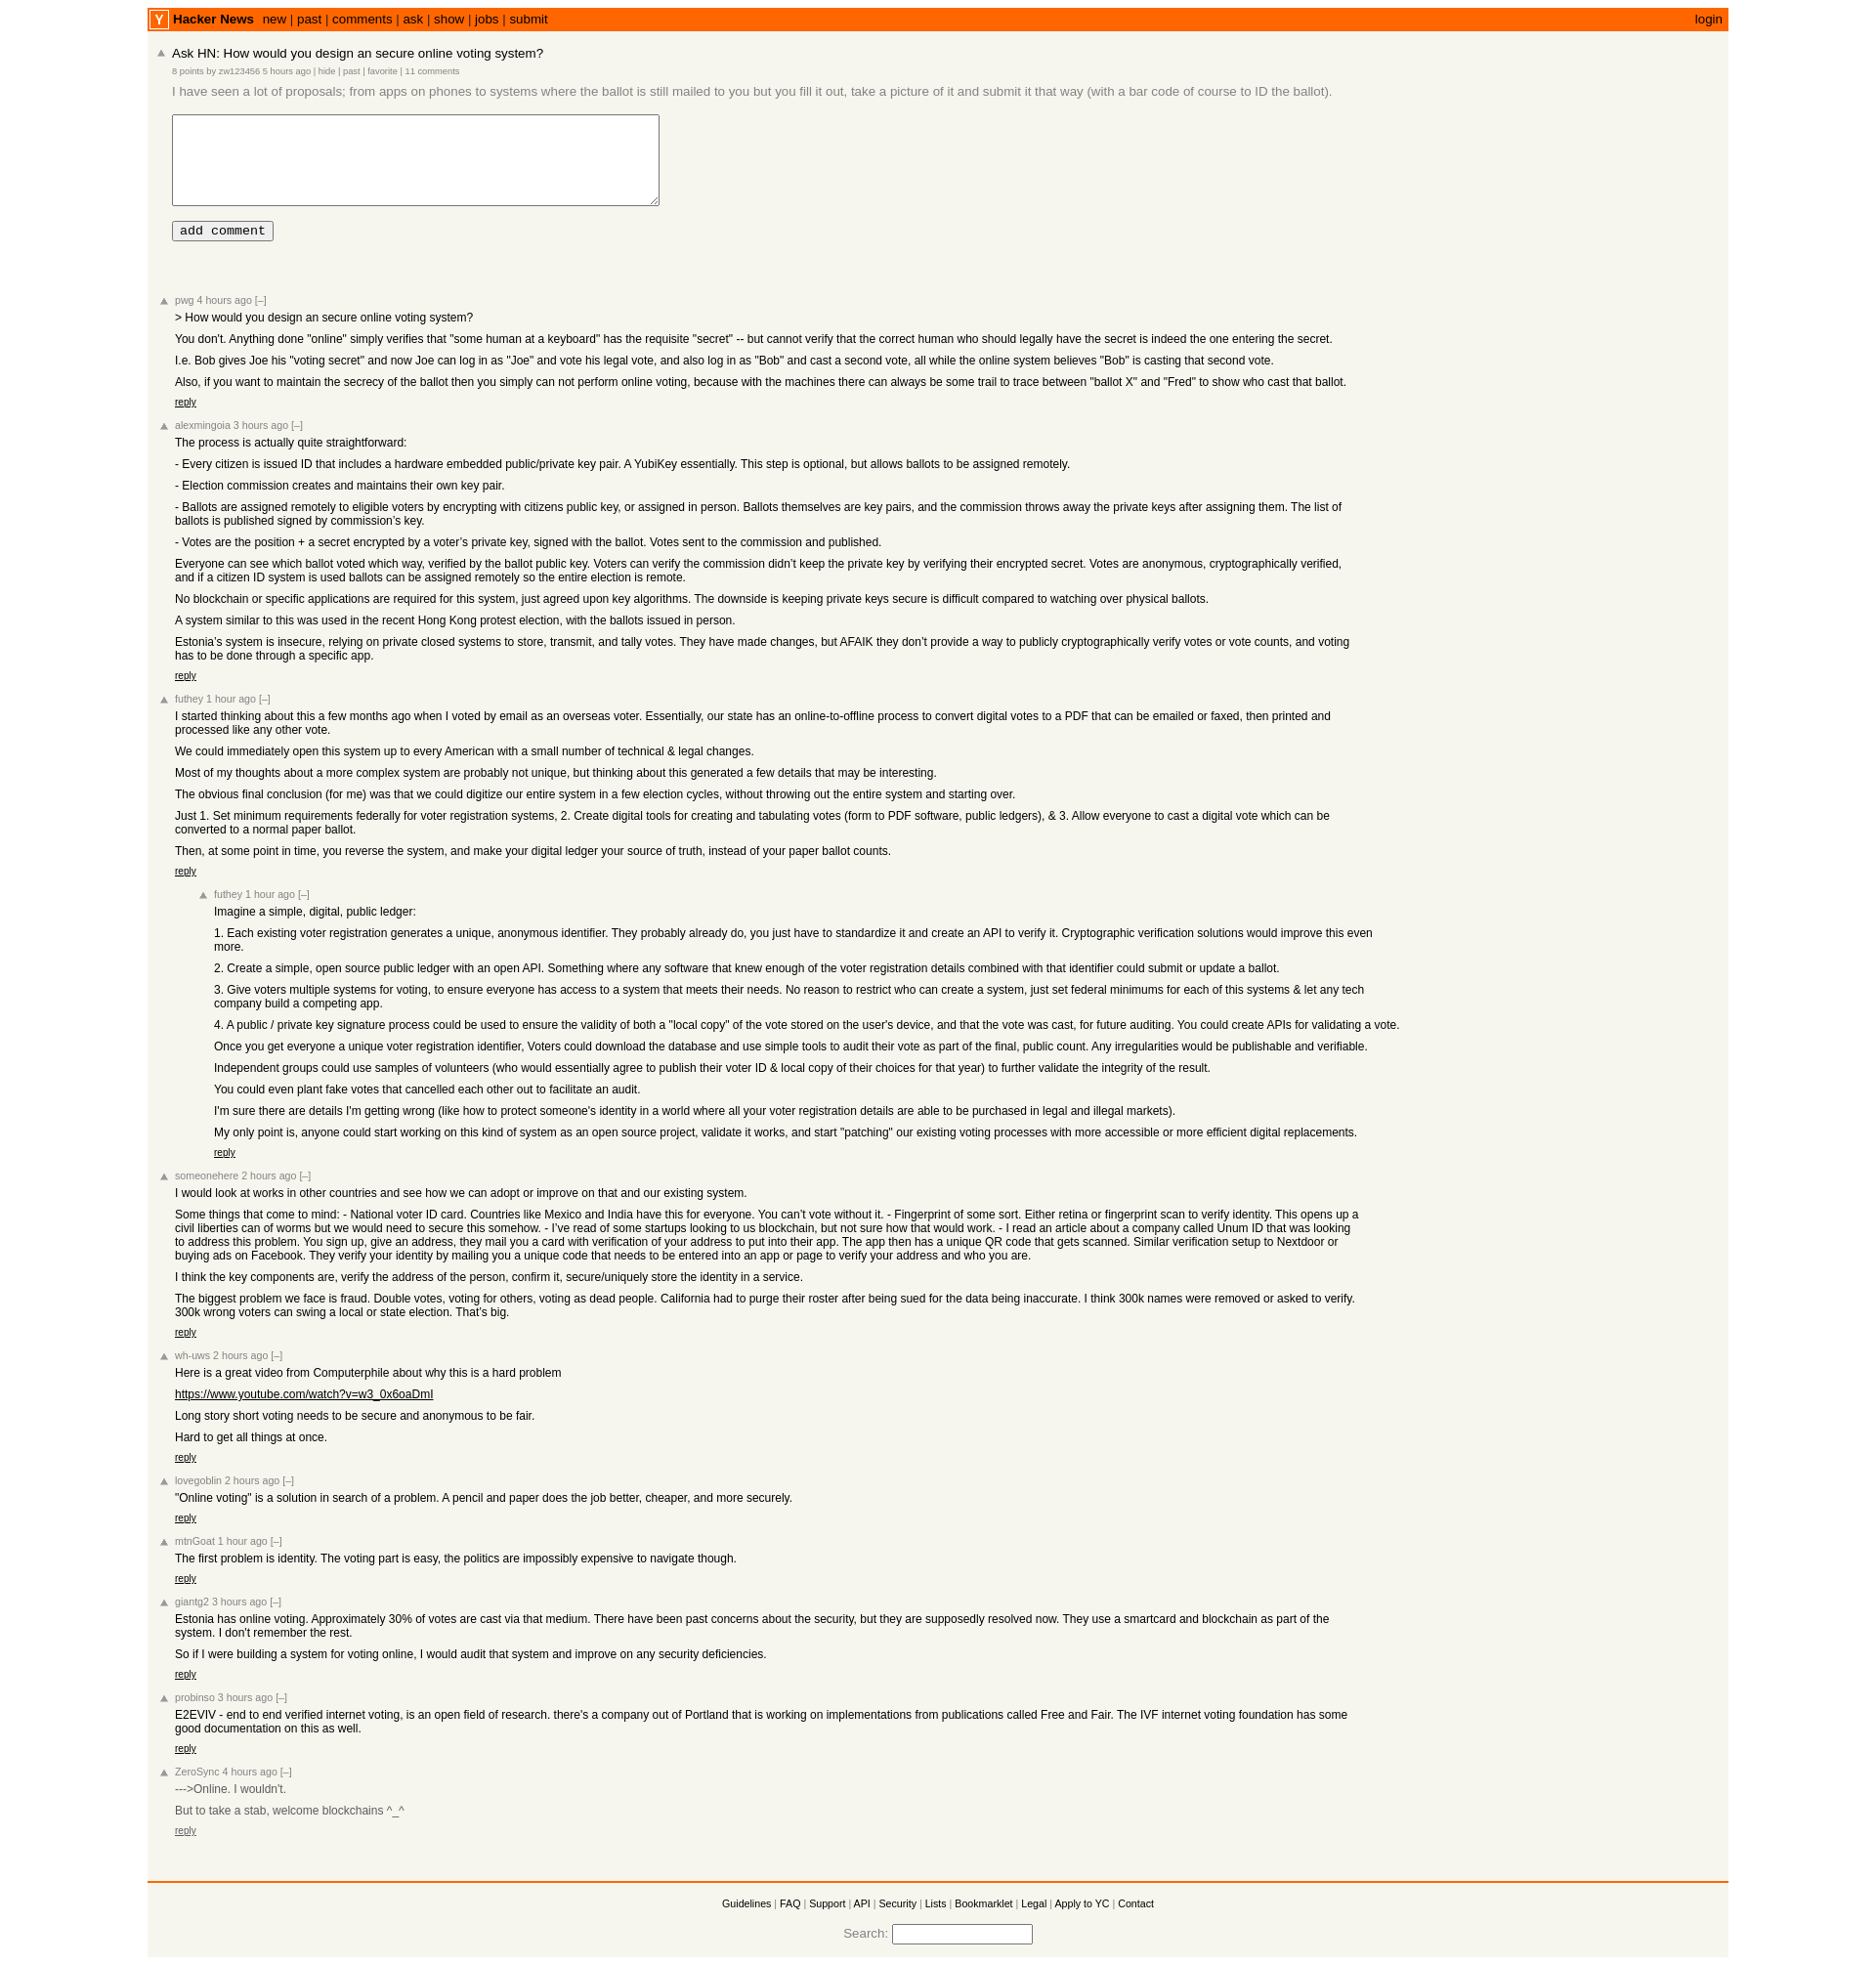 Y Hacker News new | past | comments | ask | show | jobs | submit login
Ask HN: How would you design an secure online voting system?
8 points by zw123456 5 hours ago | hide | past | favorite | 11 comments
I have seen a lot of proposals; from apps on phones to systems where the ballot is still mailed to you but you fill it out, take a picture of it and submit it that way (with a bar code of course to ID the ballot).
add comment
pwg 4 hours ago [–]
> How would you design an secure online voting system?
You don't. Anything done "online" simply verifies that "some human at a keyboard" has the requisite "secret" -- but cannot verify that the correct human who should legally have the secret is indeed the one entering the secret.
I.e. Bob gives Joe his "voting secret" and now Joe can log in as "Joe" and vote his legal vote, and also log in as "Bob" and cast a second vote, all while the online system believes "Bob" is casting that second vote.
Also, if you want to maintain the secrecy of the ballot then you simply can not perform online voting, because with the machines there can always be some trail to trace between "ballot X" and "Fred" to show who cast that ballot.
reply
alexmingoia 3 hours ago [–]
The process is actually quite straightforward:
- Every citizen is issued ID that includes a hardware embedded public/private key pair. A YubiKey essentially. This step is optional, but allows ballots to be assigned remotely.
- Election commission creates and maintains their own key pair.
- Ballots are assigned remotely to eligible voters by encrypting with citizens public key, or assigned in person. Ballots themselves are key pairs, and the commission throws away the private keys after assigning them. The list of
ballots is published signed by commission’s key.
- Votes are the position + a secret encrypted by a voter’s private key, signed with the ballot. Votes sent to the commission and published.
Everyone can see which ballot voted which way, verified by the ballot public key. Voters can verify the commission didn’t keep the private key by verifying their encrypted secret. Votes are anonymous, cryptographically verified,
and if a citizen ID system is used ballots can be assigned remotely so the entire election is remote.
No blockchain or specific applications are required for this system, just agreed upon key algorithms. The downside is keeping private keys secure is difficult compared to watching over physical ballots.
A system similar to this was used in the recent Hong Kong protest election, with the ballots issued in person.
Estonia’s system is insecure, relying on private closed systems to store, transmit, and tally votes. They have made changes, but AFAIK they don’t provide a way to publicly cryptographically verify votes or vote counts, and voting
has to be done through a specific app.
reply
futhey 1 hour ago [–]
I started thinking about this a few months ago when I voted by email as an overseas voter. Essentially, our state has an online-to-offline process to convert digital votes to a PDF that can be emailed or faxed, then printed and
processed like any other vote.
We could immediately open this system up to every American with a small number of technical & legal changes.
Most of my thoughts about a more complex system are probably not unique, but thinking about this generated a few details that may be interesting.
The obvious final conclusion (for me) was that we could digitize our entire system in a few election cycles, without throwing out the entire system and starting over.
Just 1. Set minimum requirements federally for voter registration systems, 2. Create digital tools for creating and tabulating votes (form to PDF software, public ledgers), & 3. Allow everyone to cast a digital vote which can be
converted to a normal paper ballot.
Then, at some point in time, you reverse the system, and make your digital ledger your source of truth, instead of your paper ballot counts.
reply
futhey 1 hour ago [–]
Imagine a simple, digital, public ledger:
1. Each existing voter registration generates a unique, anonymous identifier. They probably already do, you just have to standardize it and create an API to verify it. Cryptographic verification solutions would improve this even
more.
2. Create a simple, open source public ledger with an open API. Something where any software that knew enough of the voter registration details combined with that identifier could submit or update a ballot.
3. Give voters multiple systems for voting, to ensure everyone has access to a system that meets their needs. No reason to restrict who can create a system, just set federal minimums for each of this systems & let any tech
company build a competing app.
4. A public / private key signature process could be used to ensure the validity of both a "local copy" of the vote stored on the user's device, and that the vote was cast, for future auditing. You could create APIs for validating a vote.
Once you get everyone a unique voter registration identifier, Voters could download the database and use simple tools to audit their vote as part of the final, public count. Any irregularities would be publishable and verifiable.
Independent groups could use samples of volunteers (who would essentially agree to publish their voter ID & local copy of their choices for that year) to further validate the integrity of the result.
You could even plant fake votes that cancelled each other out to facilitate an audit.
I'm sure there are details I'm getting wrong (like how to protect someone's identity in a world where all your voter registration details are able to be purchased in legal and illegal markets).
My only point is, anyone could start working on this kind of system as an open source project, validate it works, and start "patching" our existing voting processes with more accessible or more efficient digital replacements.
reply
someonehere 2 hours ago [–]
I would look at works in other countries and see how we can adopt or improve on that and our existing system.
Some things that come to mind: - National voter ID card. Countries like Mexico and India have this for everyone. You can’t vote without it. - Fingerprint of some sort. Either retina or fingerprint scan to verify identity. This opens up a
civil liberties can of worms but we would need to secure this somehow. - I’ve read of some startups looking to us blockchain, but not sure how that would work. - I read an article about a company called Unum ID that was looking
to address this problem. You sign up, give an address, they mail you a card with verification of your address to put into their app. The app then has a unique QR code that gets scanned. Similar verification setup to Nextdoor or
buying ads on Facebook. They verify your identity by mailing you a unique code that needs to be entered into an app or page to verify your address and who you are.
I think the key components are, verify the address of the person, confirm it, secure/uniquely store the identity in a service.
The biggest problem we face is fraud. Double votes, voting for others, voting as dead people. California had to purge their roster after being sued for the data being inaccurate. I think 300k names were removed or asked to verify.
300k wrong voters can swing a local or state election. That’s big.
reply
wh-uws 2 hours ago [–]
Here is a great video from Computerphile about why this is a hard problem
https://www.youtube.com/watch?v=w3_0x6oaDmI
Long story short voting needs to be secure and anonymous to be fair.
Hard to get all things at once.
reply
lovegoblin 2 hours ago [–]
"Online voting" is a solution in search of a problem. A pencil and paper does the job better, cheaper, and more securely.
reply
mtnGoat 1 hour ago [–]
The first problem is identity. The voting part is easy, the politics are impossibly expensive to navigate though.
reply
giantg2 3 hours ago [–]
Estonia has online voting. Approximately 30% of votes are cast via that medium. There have been past concerns about the security, but they are supposedly resolved now. They use a smartcard and blockchain as part of the
system. I don't remember the rest.
So if I were building a system for voting online, I would audit that system and improve on any security deficiencies.
reply
probinso 3 hours ago [–]
E2EVIV - end to end verified internet voting, is an open field of research. there's a company out of Portland that is working on implementations from publications called Free and Fair. The IVF internet voting foundation has some
good documentation on this as well.
reply
ZeroSync 4 hours ago [–]
--->Online. I wouldn't.
But to take a stab, welcome blockchains ^_^
reply
Guidelines | FAQ | Support | API | Security | Lists | Bookmarklet | Legal | Apply to YC | Contact
Search: